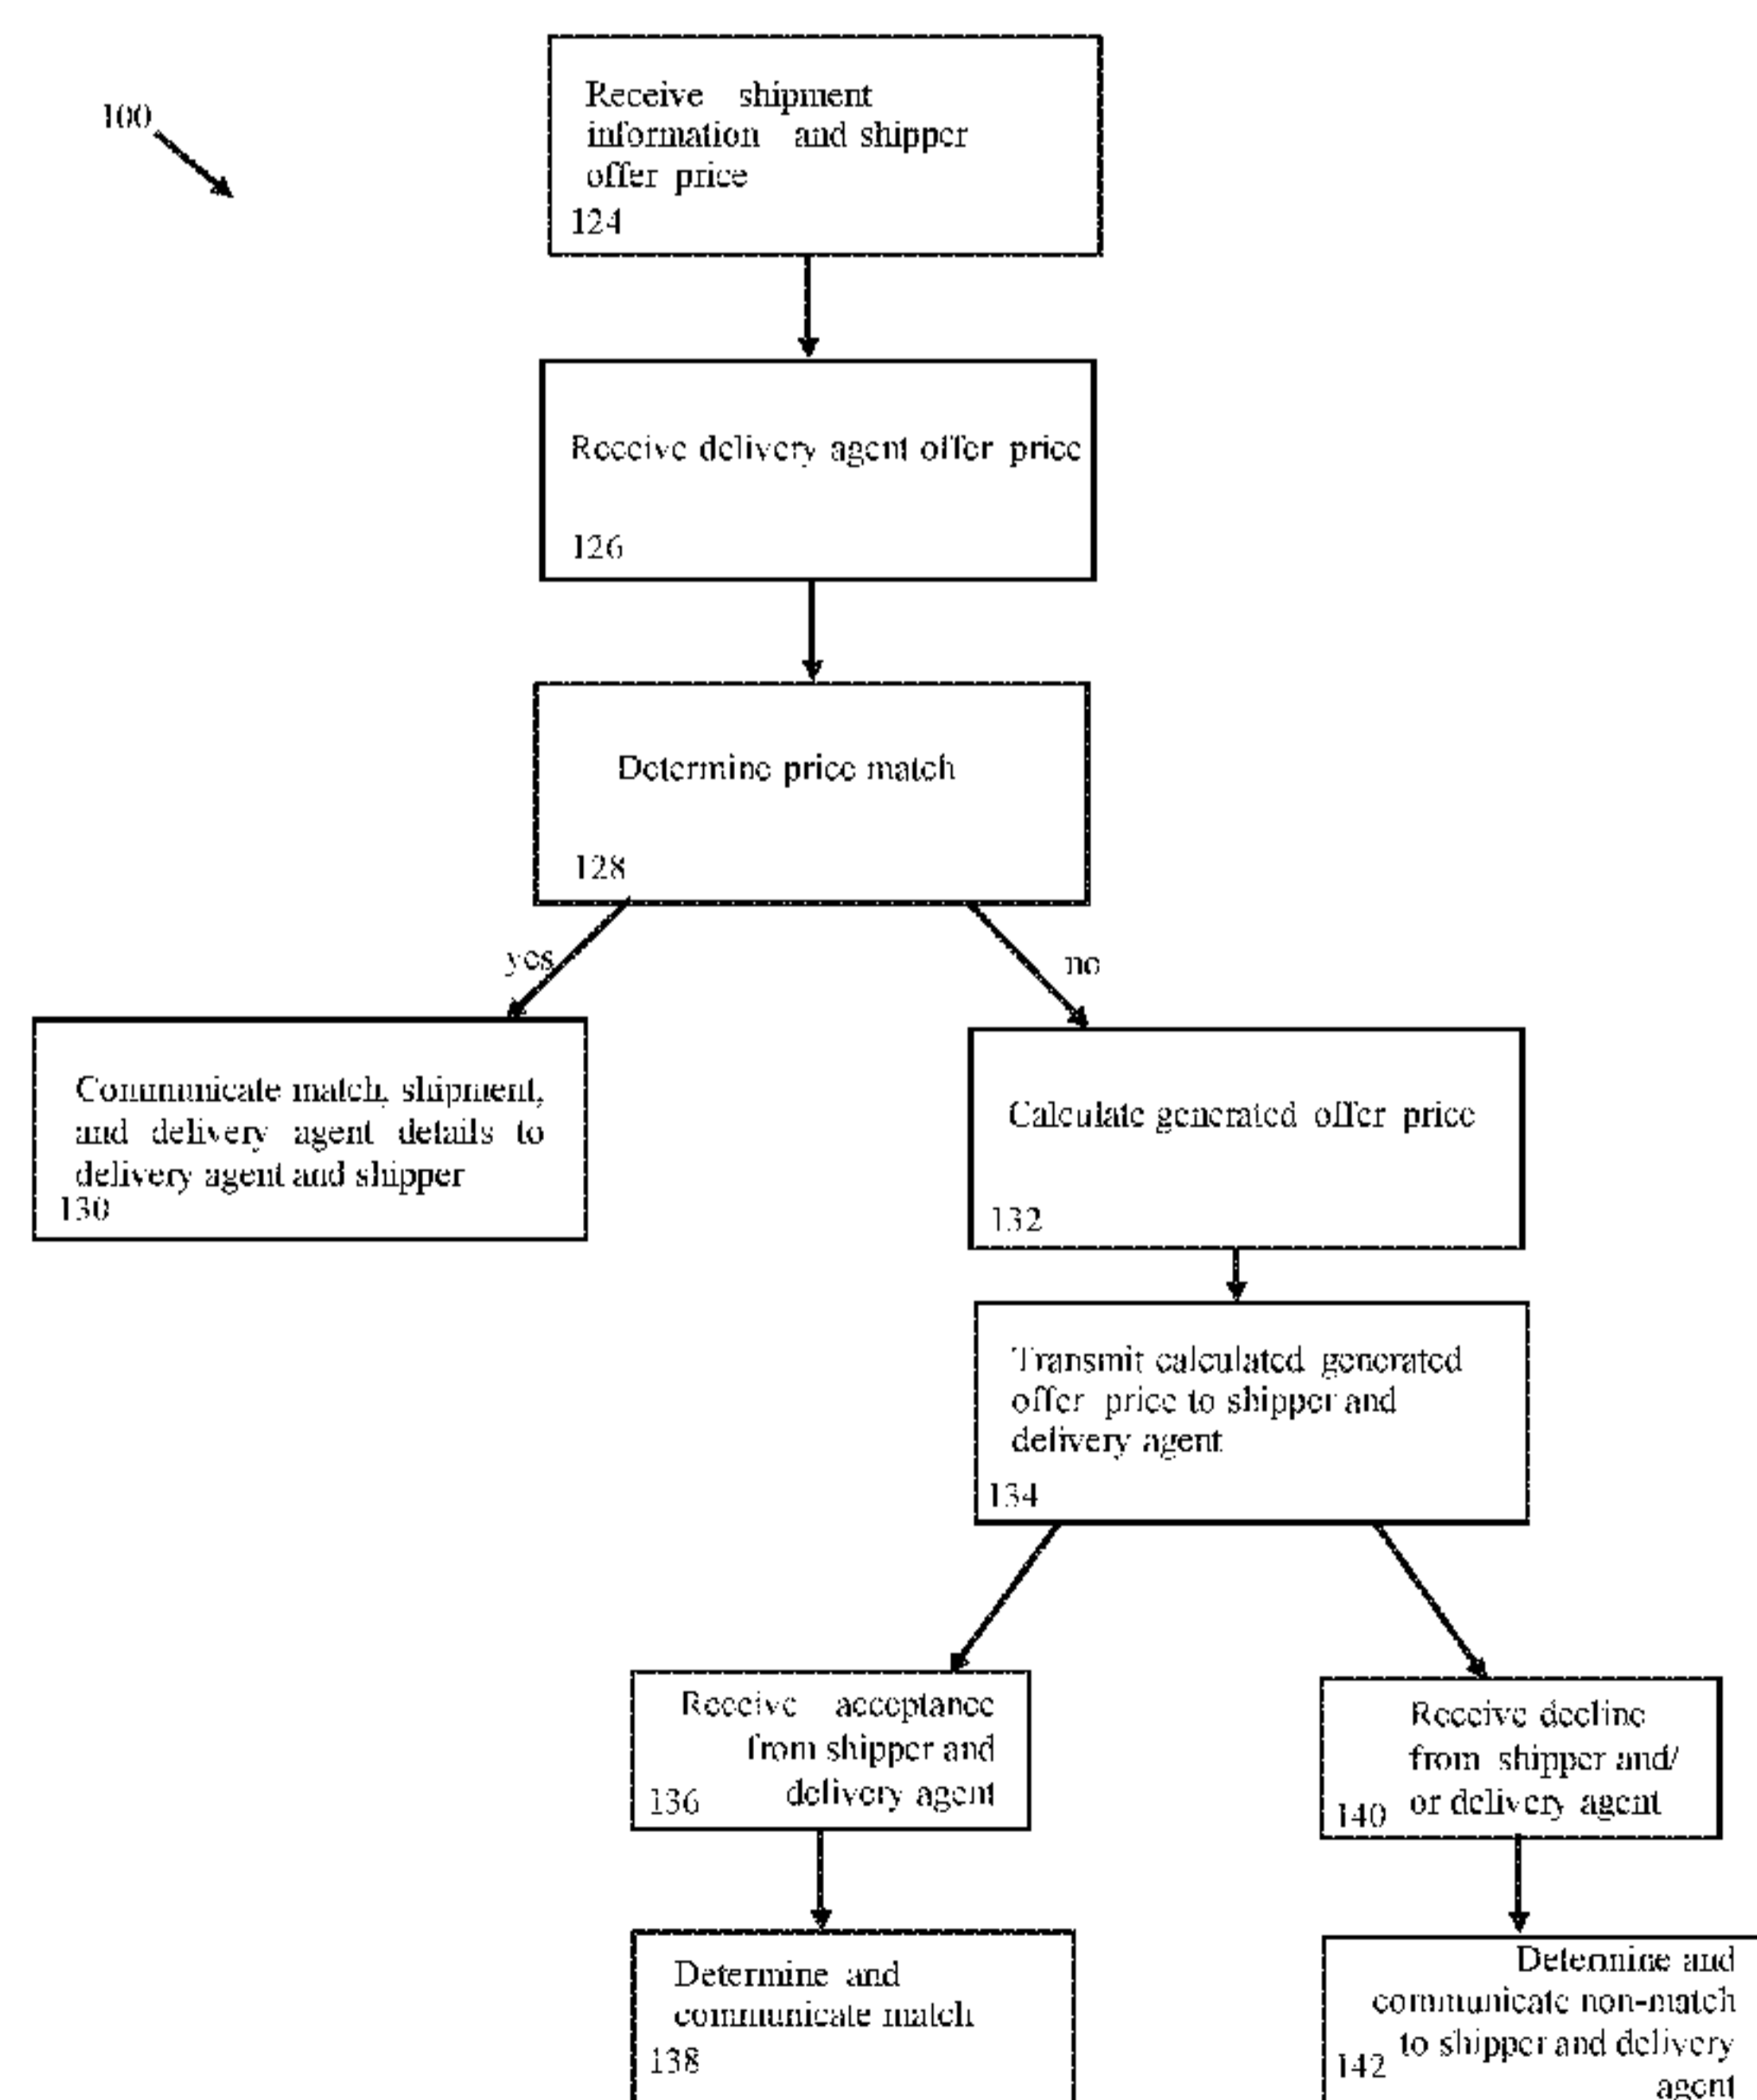 100
Receive shipment
information and shipper
offer price
124
Receive delivery agent offer price
126
Determine price match
128
yes
no
Communicate match, shipment,
and delivery agent details to
delivery agent and shipper
130
Calculate generated offer price
132
Transmit calculated generated
offer price to shipper and
delivery agent
134
Receive acceptance
from shipper and
delivery agent
136
Receive decline
from shipper and/
or delivery agent
140
Determine and
communicate match
138
Determine and
communicate non-match
to shipper and delivery
agent
142